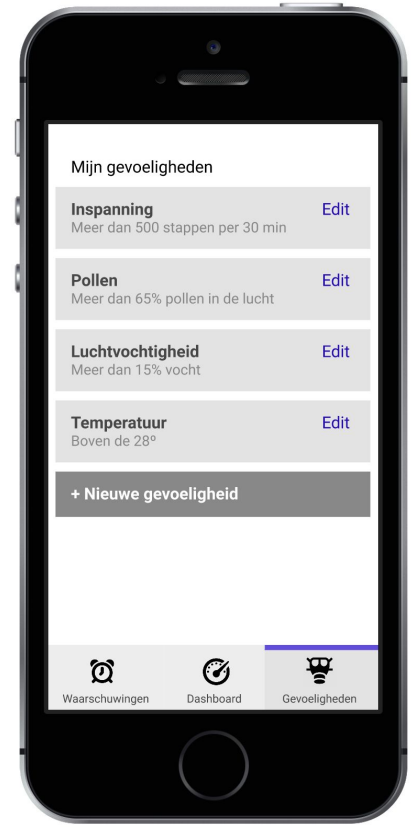 Mijn gevoeligheden
Inspanning Edit
Meer dan 500 stappen per 30 min
Pollen Edit
Meer dan 65% pollen in de lucht
Luchtvochtigheid Edit
Meer dan 15% vocht
Temperatuur Edit
Boven de 28º
+ Nieuwe gevoeligheid
Waarschuwingen Dashboard Gevoeligheden